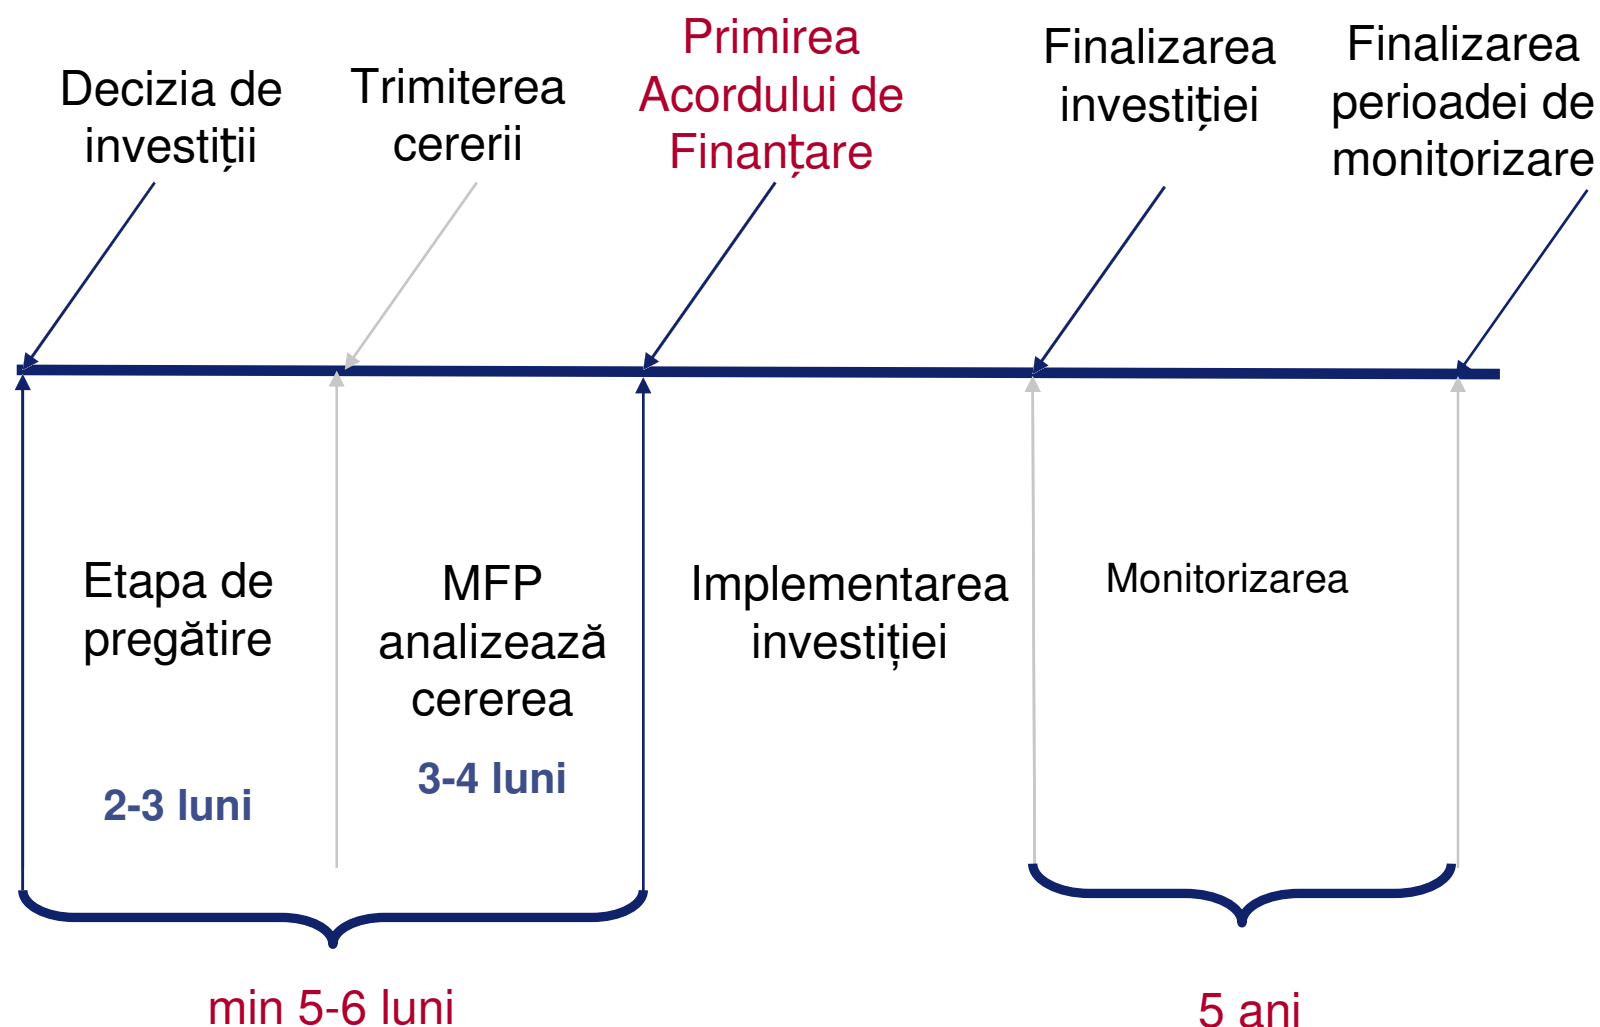 Decizia de
investiții
Trimiterea
cererii
Primirea
Acordului de
Finanțare
Finalizarea
investiției
Finalizarea
perioadei de
monitorizare
Etapa de
pregătire
2-3 luni
MFP
analizează
cererea
3-4 luni
Implementarea
investiției
Monitorizarea
min 5-6 luni
5 ani